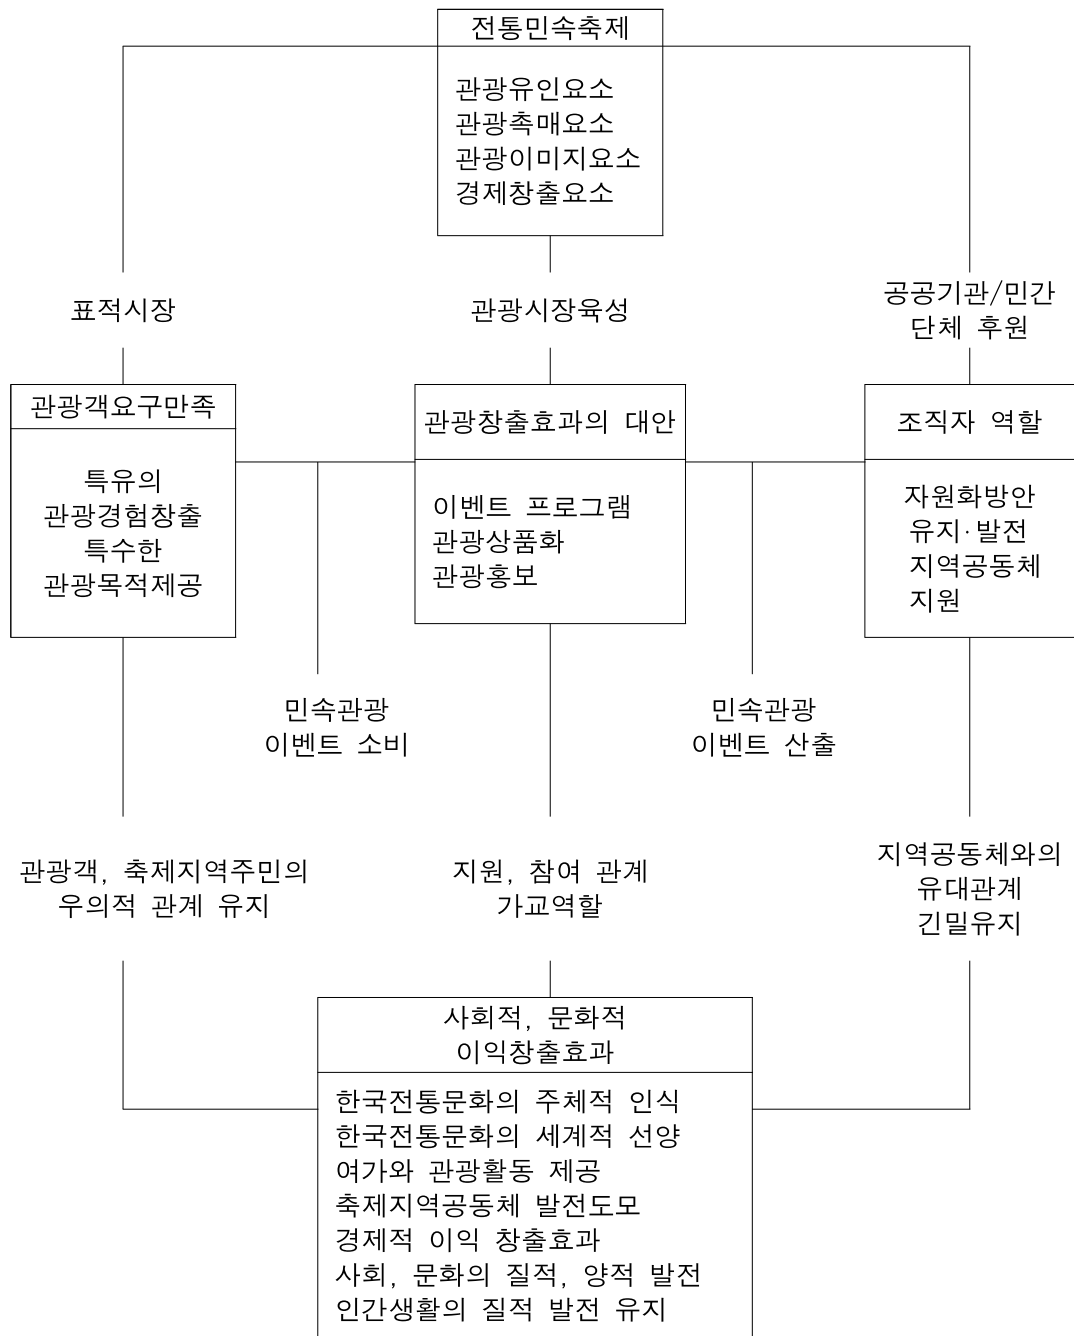 전통민속축제
관광유인요소
관광촉매요소
관광이미지요소
경제창출요소
표적시장
관광시장육성
공공기관/민간
단체 후원
관광객요구만족
특유의
관광경험창출
특수한
관광목적제공
관광창출효과의 대안
이벤트 프로그램
관광상품화
관광홍보
조직자 역할
자원화방안
유지·발전
지역공동체
지원
민속관광
이벤트 소비
민속관광
이벤트 산출
관광객, 축제지역주민의
우의적 관계 유지
지원, 참여 관계
가교역할
지역공동체와의
유대관계
긴밀유지
사회적, 문화적
이익창출효과
한국전통문화의 주체적 인식
한국전통문화의 세계적 선양
여가와 관광활동 제공
축제지역공동체 발전도모
경제적 이익 창출효과
사회, 문화의 질적, 양적 발전
인간생활의 질적 발전 유지